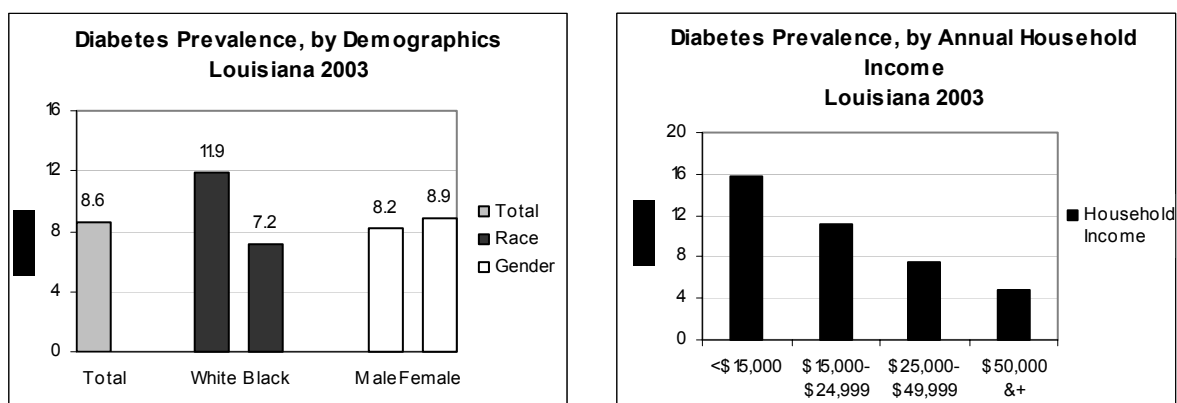 Diabetes Prevalence, by Demographics
Louisiana 2003
16
12
8
4
0
8.6
11.9
7.2
8.2
8.9
Total
White Black
Male Female
Total
Race
Gender
Diabetes Prevalence, by Annual Household
Income
Louisiana 2003
20
16
12
8
4
0
<$15,000
$15,000-
$24,999
$25,000-
$49,999
$50,000
&+
Household
Income